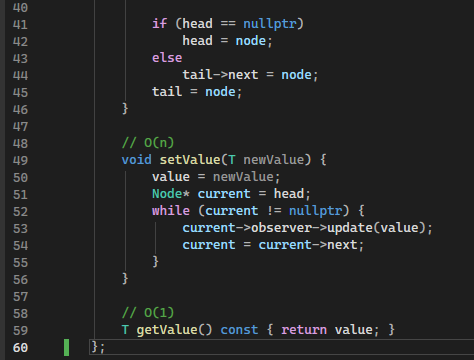 40
41 if (head == nullptr)
42 head = node;
43 else
44 tail->next = node;
45 tail = node;
46 }
47
48 // O(n)
49 void setValue(T newValue) {
50 value = newValue;
51 Node* current = head;
52 while (current != nullptr) {
53 current->observer->update(value);
54 current = current->next;
55 }
56 }
57
58 // O(1)
59 T getValue() const { return value; }
60 };